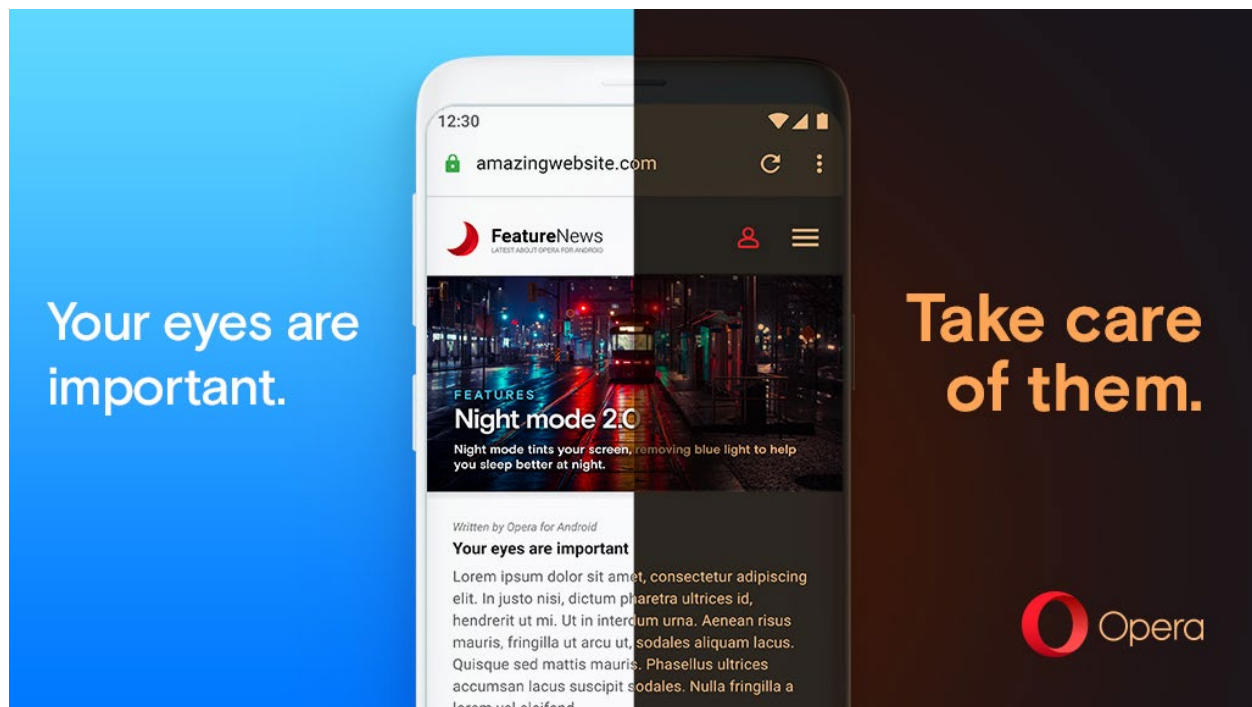 Your eyes are
important.
12:30
amazingwebsite.com
FeatureNews
LATEST ABOUT OPERA FOR ANDROID
FEATURES
Night mode 2.0
Night mode tints your screen, removing blue light to help
you sleep better at night.
Written by Opera for Android
Your eyes are important
Lorem ipsum dolor sit amet, consectetur adipiscing
elit. In justo nisi, dictum pharetra ultrices id,
hendrerit ut mi. Ut in interdum urna. Aenean risus
mauris, fringilla ut arcu ut, sodales aliquam lacus.
Quisque sed mattis mauris. Phasellus ultrices
accumsan lacus suscipit sodales. Nulla fringilla a
Take care
of them.
Opera